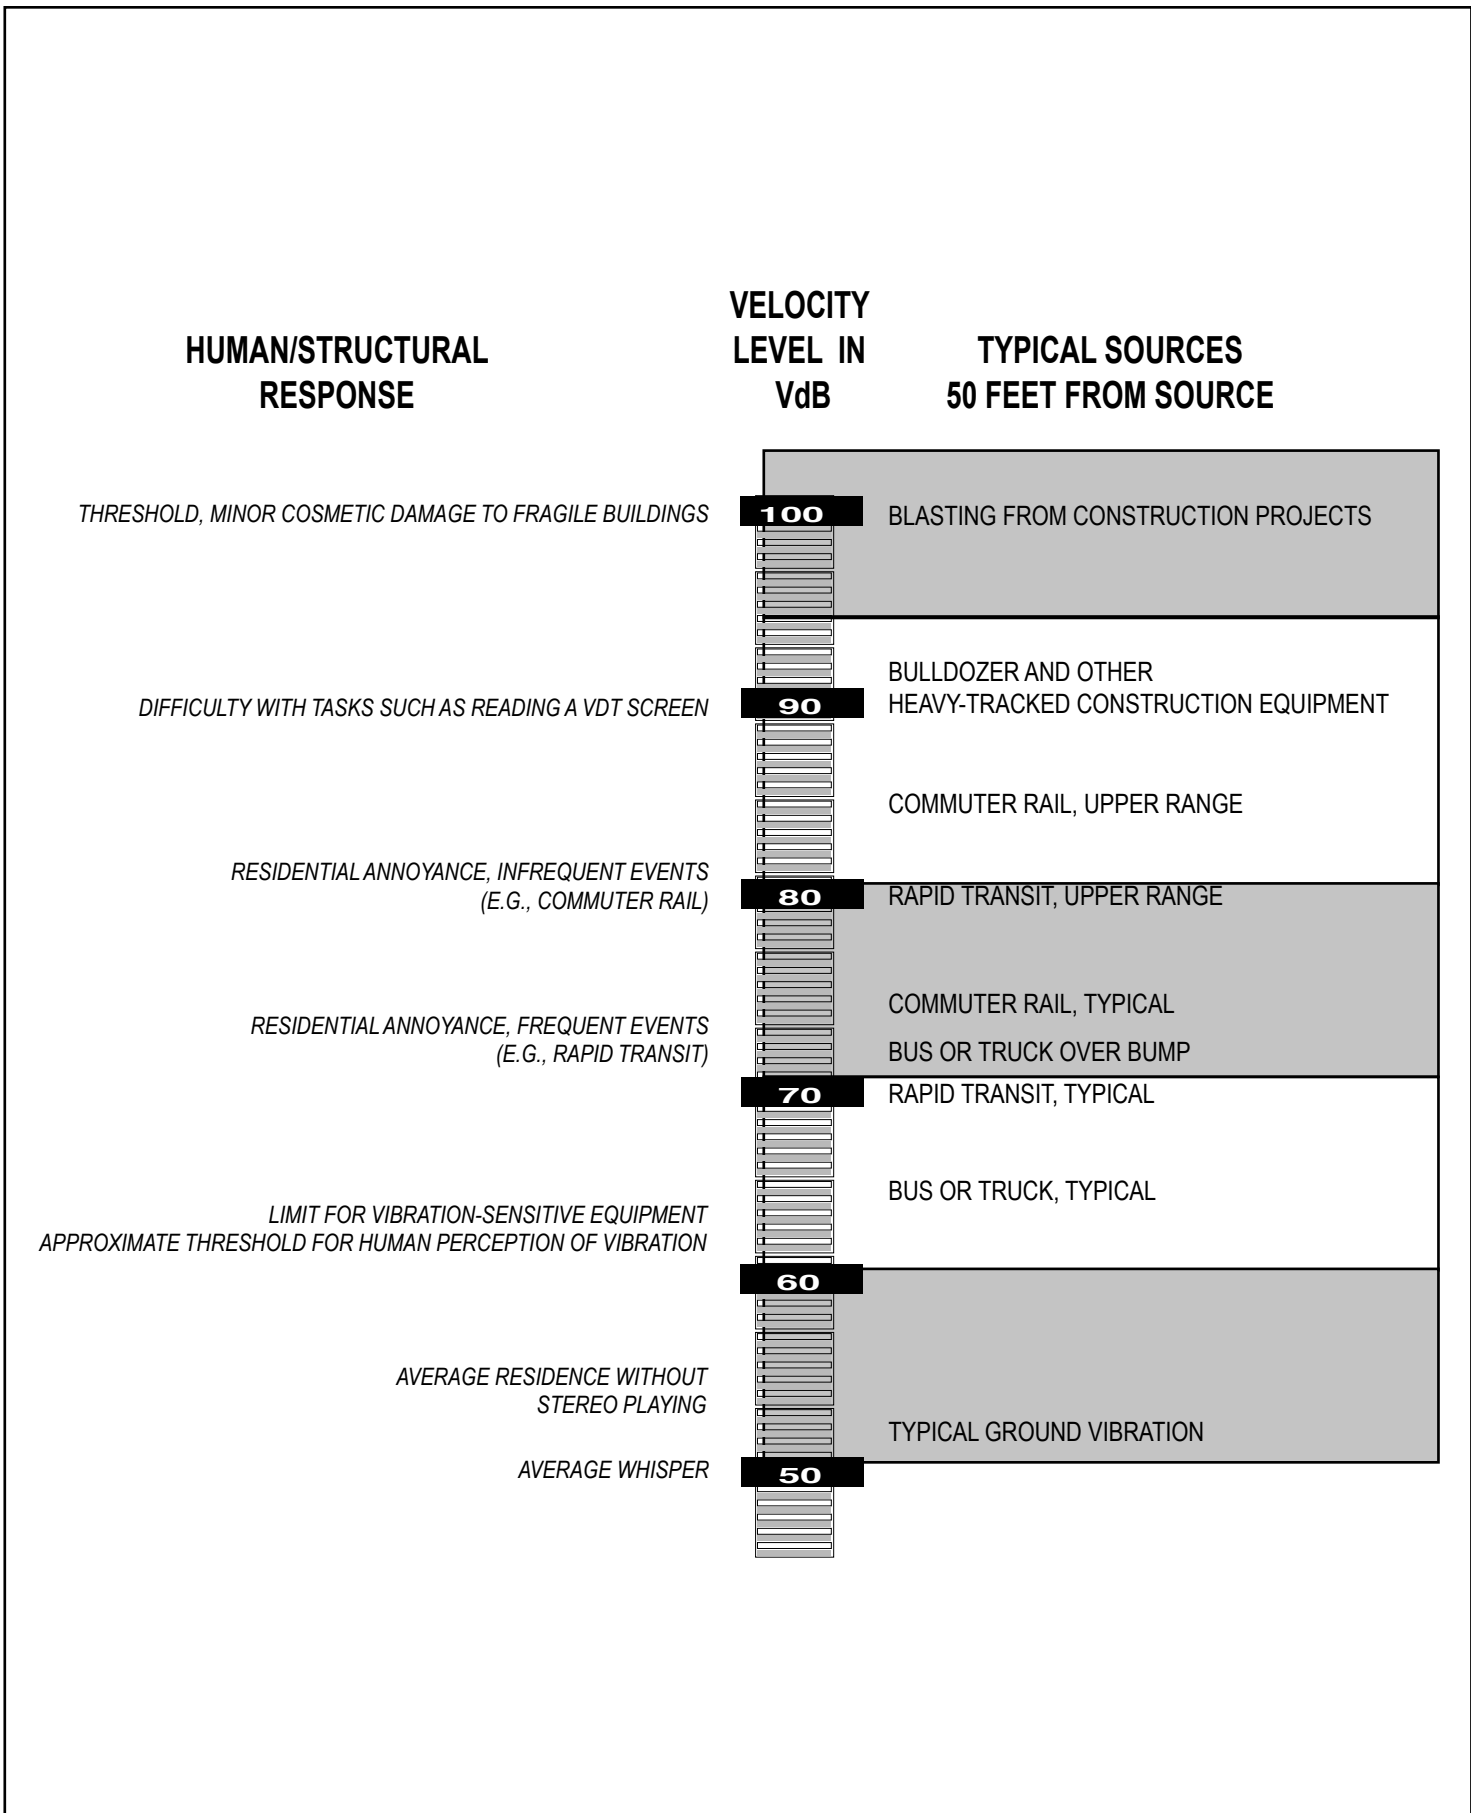 HUMAN/STRUCTURAL
RESPONSE
VELOCITY
LEVEL IN
VdB
TYPICAL SOURCES
50 FEET FROM SOURCE
THRESHOLD, MINOR COSMETIC DAMAGE TO FRAGILE BUILDINGS
100
BLASTING FROM CONSTRUCTION PROJECTS
BULLDOZER AND OTHER
HEAVY-TRACKED CONSTRUCTION EQUIPMENT
DIFFICULTY WITH TASKS SUCH AS READING A VDT SCREEN
90
COMMUTER RAIL, UPPER RANGE
RESIDENTIAL ANNOYANCE, INFREQUENT EVENTS
(E.G., COMMUTER RAIL)
80
RAPID TRANSIT, UPPER RANGE
COMMUTER RAIL, TYPICAL
RESIDENTIAL ANNOYANCE, FREQUENT EVENTS
(E.G., RAPID TRANSIT)
BUS OR TRUCK OVER BUMP
70
RAPID TRANSIT, TYPICAL
BUS OR TRUCK, TYPICAL
LIMIT FOR VIBRATION-SENSITIVE EQUIPMENT
APPROXIMATE THRESHOLD FOR HUMAN PERCEPTION OF VIBRATION
60
AVERAGE RESIDENCE WITHOUT
STEREO PLAYING
TYPICAL GROUND VIBRATION
AVERAGE WHISPER
50